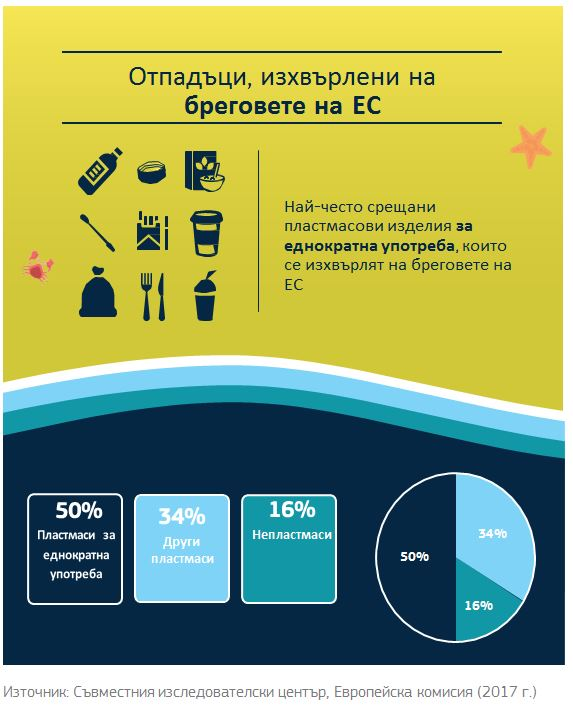 Отпадъци, изхвърлени на
бреговете на ЕС
Най-често срещани
пластмасови изделия за
еднократна употреба, които
се изхвърлят на бреговете на
ЕС
50%
Пластмаси за
еднократна
употреба
34%
Други
пластмаси
16%
Непластмаси
50%
34%
16%
Източник: Съвместния изследователски център, Европейска комисия (2017 г.)